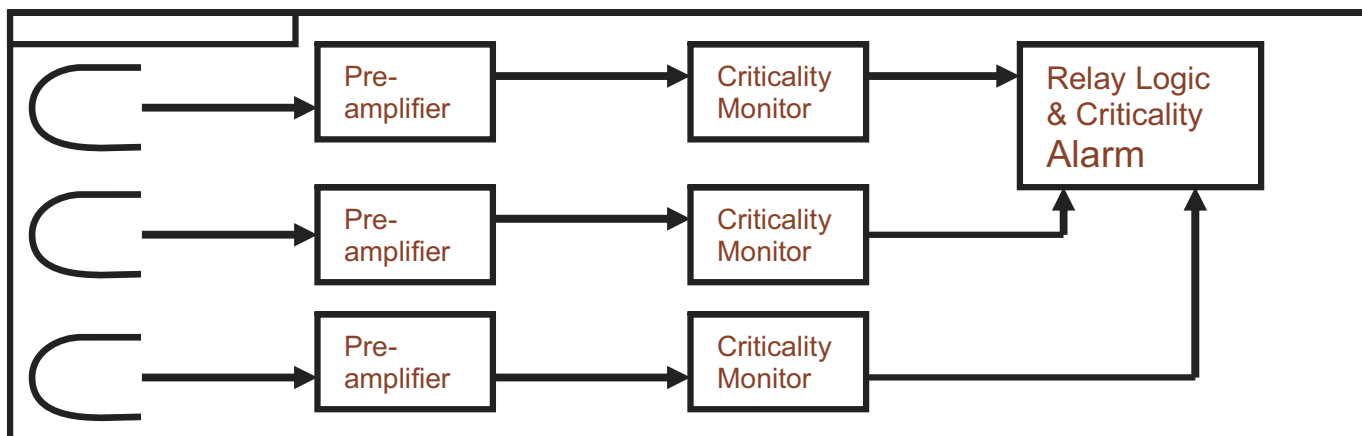 Pre-
amplifier
Criticality
Monitor
Relay Logic
& Criticality
Alarm
Pre-
amplifier
Criticality
Monitor
Pre-
amplifier
Criticality
Monitor